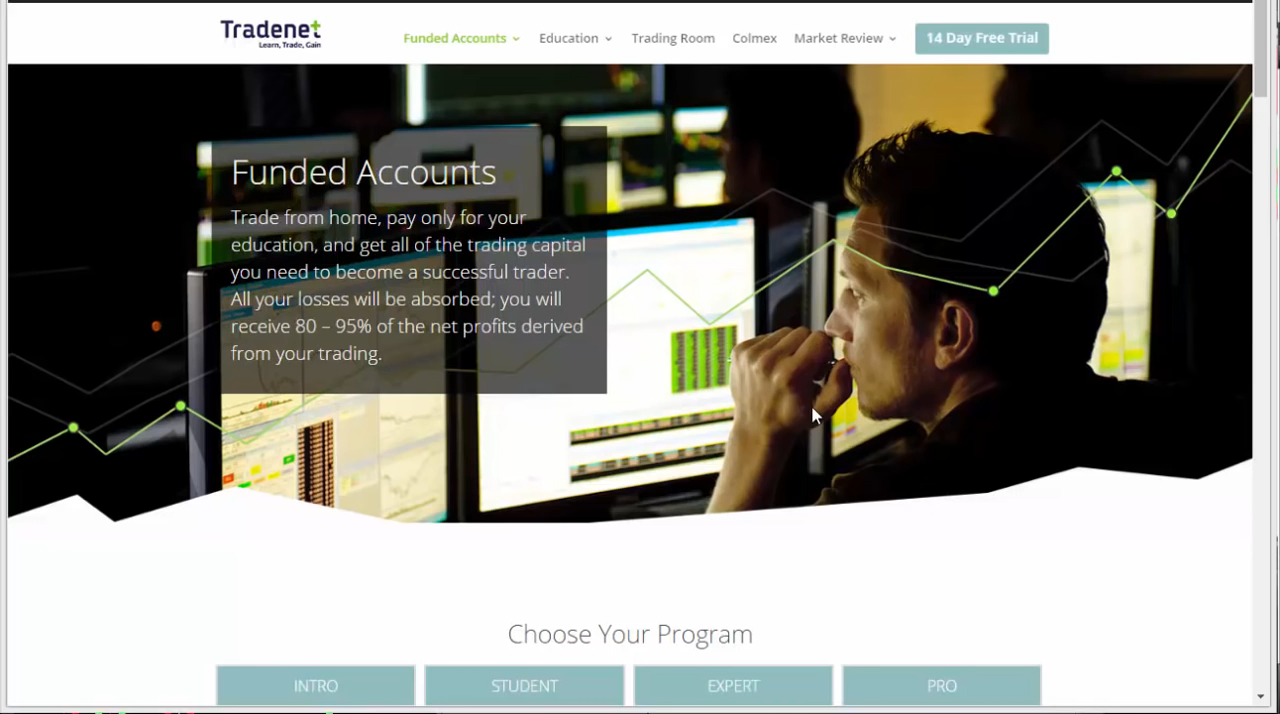 Tradenet
Learn, Trade, Gain
Funded Accounts
Education
Trading Room
Colmex
Market Review
14 Day Free Trial
Funded Accounts
Trade from home, pay only for your
education, and get all of the trading capital
you need to become a successful trader.
All your losses will be absorbed; you will
receive 80 – 95% of the net profits derived
from your trading.
Choose Your Program
INTRO
STUDENT
EXPERT
PRO